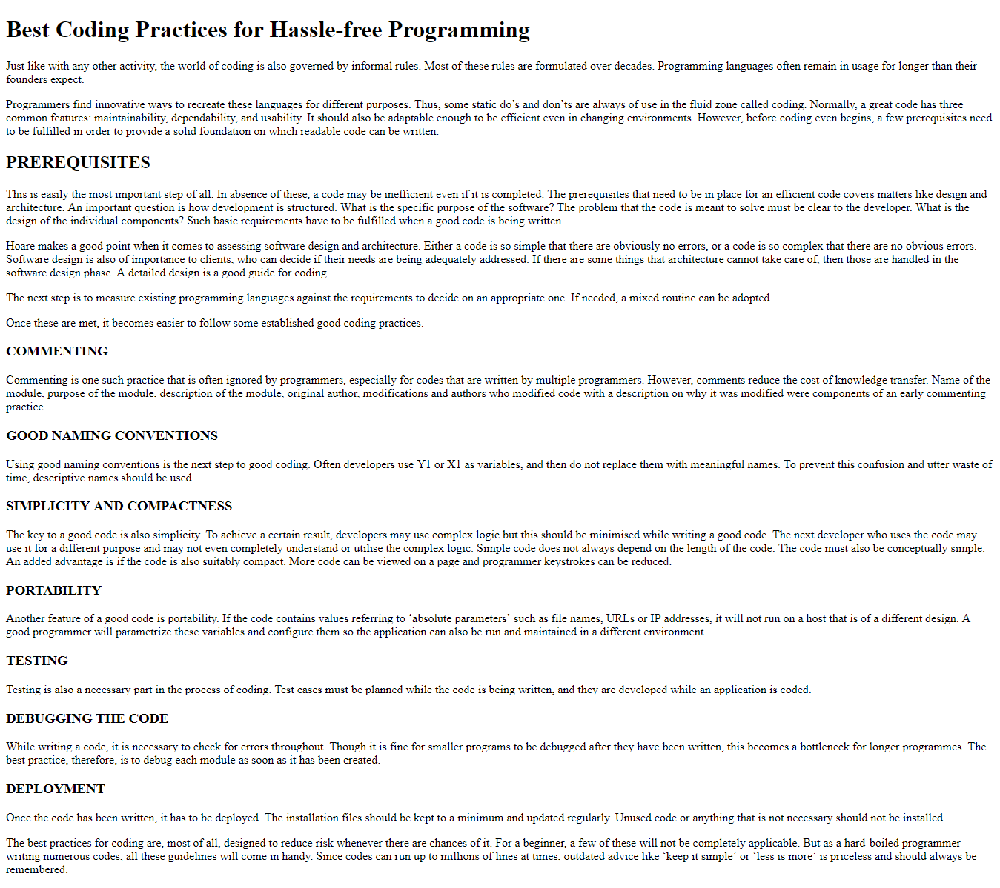 Best Coding Practices for Hassle-free Programming
Just like with any other activity, the world of coding is also governed by informal rules. Most of these rules are formulated over decades. Programming languages often remain in usage for longer than their
founders expect.
Programmers find innovative ways to recreate these languages for different purposes. Thus, some static do’s and don’ts are always of use in the fluid zone called coding. Normally, a great code has three
common features: maintainability, dependability, and usability. It should also be adaptable enough to be efficient even in changing environments. However, before coding even begins, a few prerequisites need
to be fulfilled in order to provide a solid foundation on which readable code can be written.
PREREQUISITES
This is easily the most important step of all. In absence of these, a code may be inefficient even if it is completed. The prerequisites that need to be in place for an efficient code covers matters like design and
architecture. An important question is how development is structured. What is the specific purpose of the software? The problem that the code is meant to solve must be clear to the developer. What is the
design of the individual components? Such basic requirements have to be fulfilled when a good code is being written.
Hoare makes a good point when it comes to assessing software design and architecture. Either a code is so simple that there are obviously no errors, or a code is so complex that there are no obvious errors.
Software design is also of importance to clients, who can decide if their needs are being adequately addressed. If there are some things that architecture cannot take care of, then those are handled in the
software design phase. A detailed design is a good guide for coding.
The next step is to measure existing programming languages against the requirements to decide on an appropriate one. If needed, a mixed routine can be adopted.
Once these are met, it becomes easier to follow some established good coding practices.
COMMENTING
Commenting is one such practice that is often ignored by programmers, especially for codes that are written by multiple programmers. However, comments reduce the cost of knowledge transfer. Name of the
module, purpose of the module, description of the module, original author, modifications and authors who modified code with a description on why it was modified were components of an early commenting
practice.
GOOD NAMING CONVENTIONS
Using good naming conventions is the next step to good coding. Often developers use Y1 or X1 as variables, and then do not replace them with meaningful names. To prevent this confusion and utter waste of
time, descriptive names should be used.
SIMPLICITY AND COMPACTNESS
The key to a good code is also simplicity. To achieve a certain result, developers may use complex logic but this should be minimised while writing a good code. The next developer who uses the code may
use it for a different purpose and may not even completely understand or utilise the complex logic. Simple code does not always depend on the length of the code. The code must also be conceptually simple.
An added advantage is if the code is also suitably compact. More code can be viewed on a page and programmer keystrokes can be reduced.
PORTABILITY
Another feature of a good code is portability. If the code contains values referring to ‘absolute parameters’ such as file names, URLs or IP addresses, it will not run on a host that is of a different design. A
good programmer will parametrize these variables and configure them so the application can also be run and maintained in a different environment.
TESTING
Testing is also a necessary part in the process of coding. Test cases must be planned while the code is being written, and they are developed while an application is coded.
DEBUGGING THE CODE
While writing a code, it is necessary to check for errors throughout. Though it is fine for smaller programs to be debugged after they have been written, this becomes a bottleneck for longer programmes. The
best practice, therefore, is to debug each module as soon as it has been created.
DEPLOYMENT
Once the code has been written, it has to be deployed. The installation files should be kept to a minimum and updated regularly. Unused code or anything that is not necessary should not be installed.
The best practices for coding are, most of all, designed to reduce risk whenever there are chances of it. For a beginner, a few of these will not be completely applicable. But as a hard-boiled programmer
writing numerous codes, all these guidelines will come in handy. Since codes can run up to millions of lines at times, outdated advice like ‘keep it simple’ or ‘less is more’ is priceless and should always be
remembered.